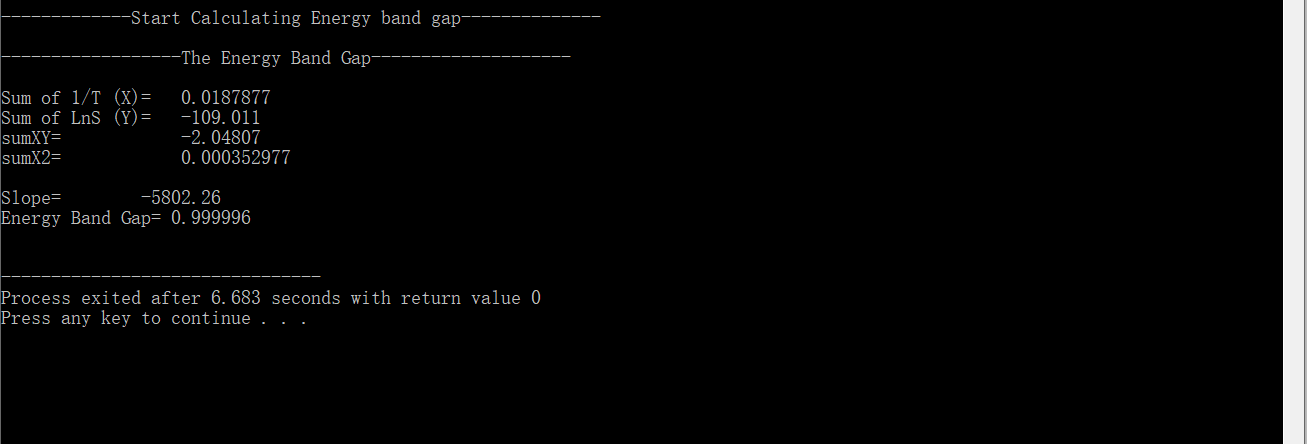 -------------Start Calculating Energy band gap--------------
------------------The Energy Band Gap--------------------
Sum of 1/T (X)=   0.0187877
Sum of LnS (Y)=   -109.011
sumXY=            -2.04807
sumX2=            0.000352977
Slope=        -5802.26
Energy Band Gap= 0.999996
--------------------------------
Process exited after 6.683 seconds with return value 0
Press any key to continue . . .